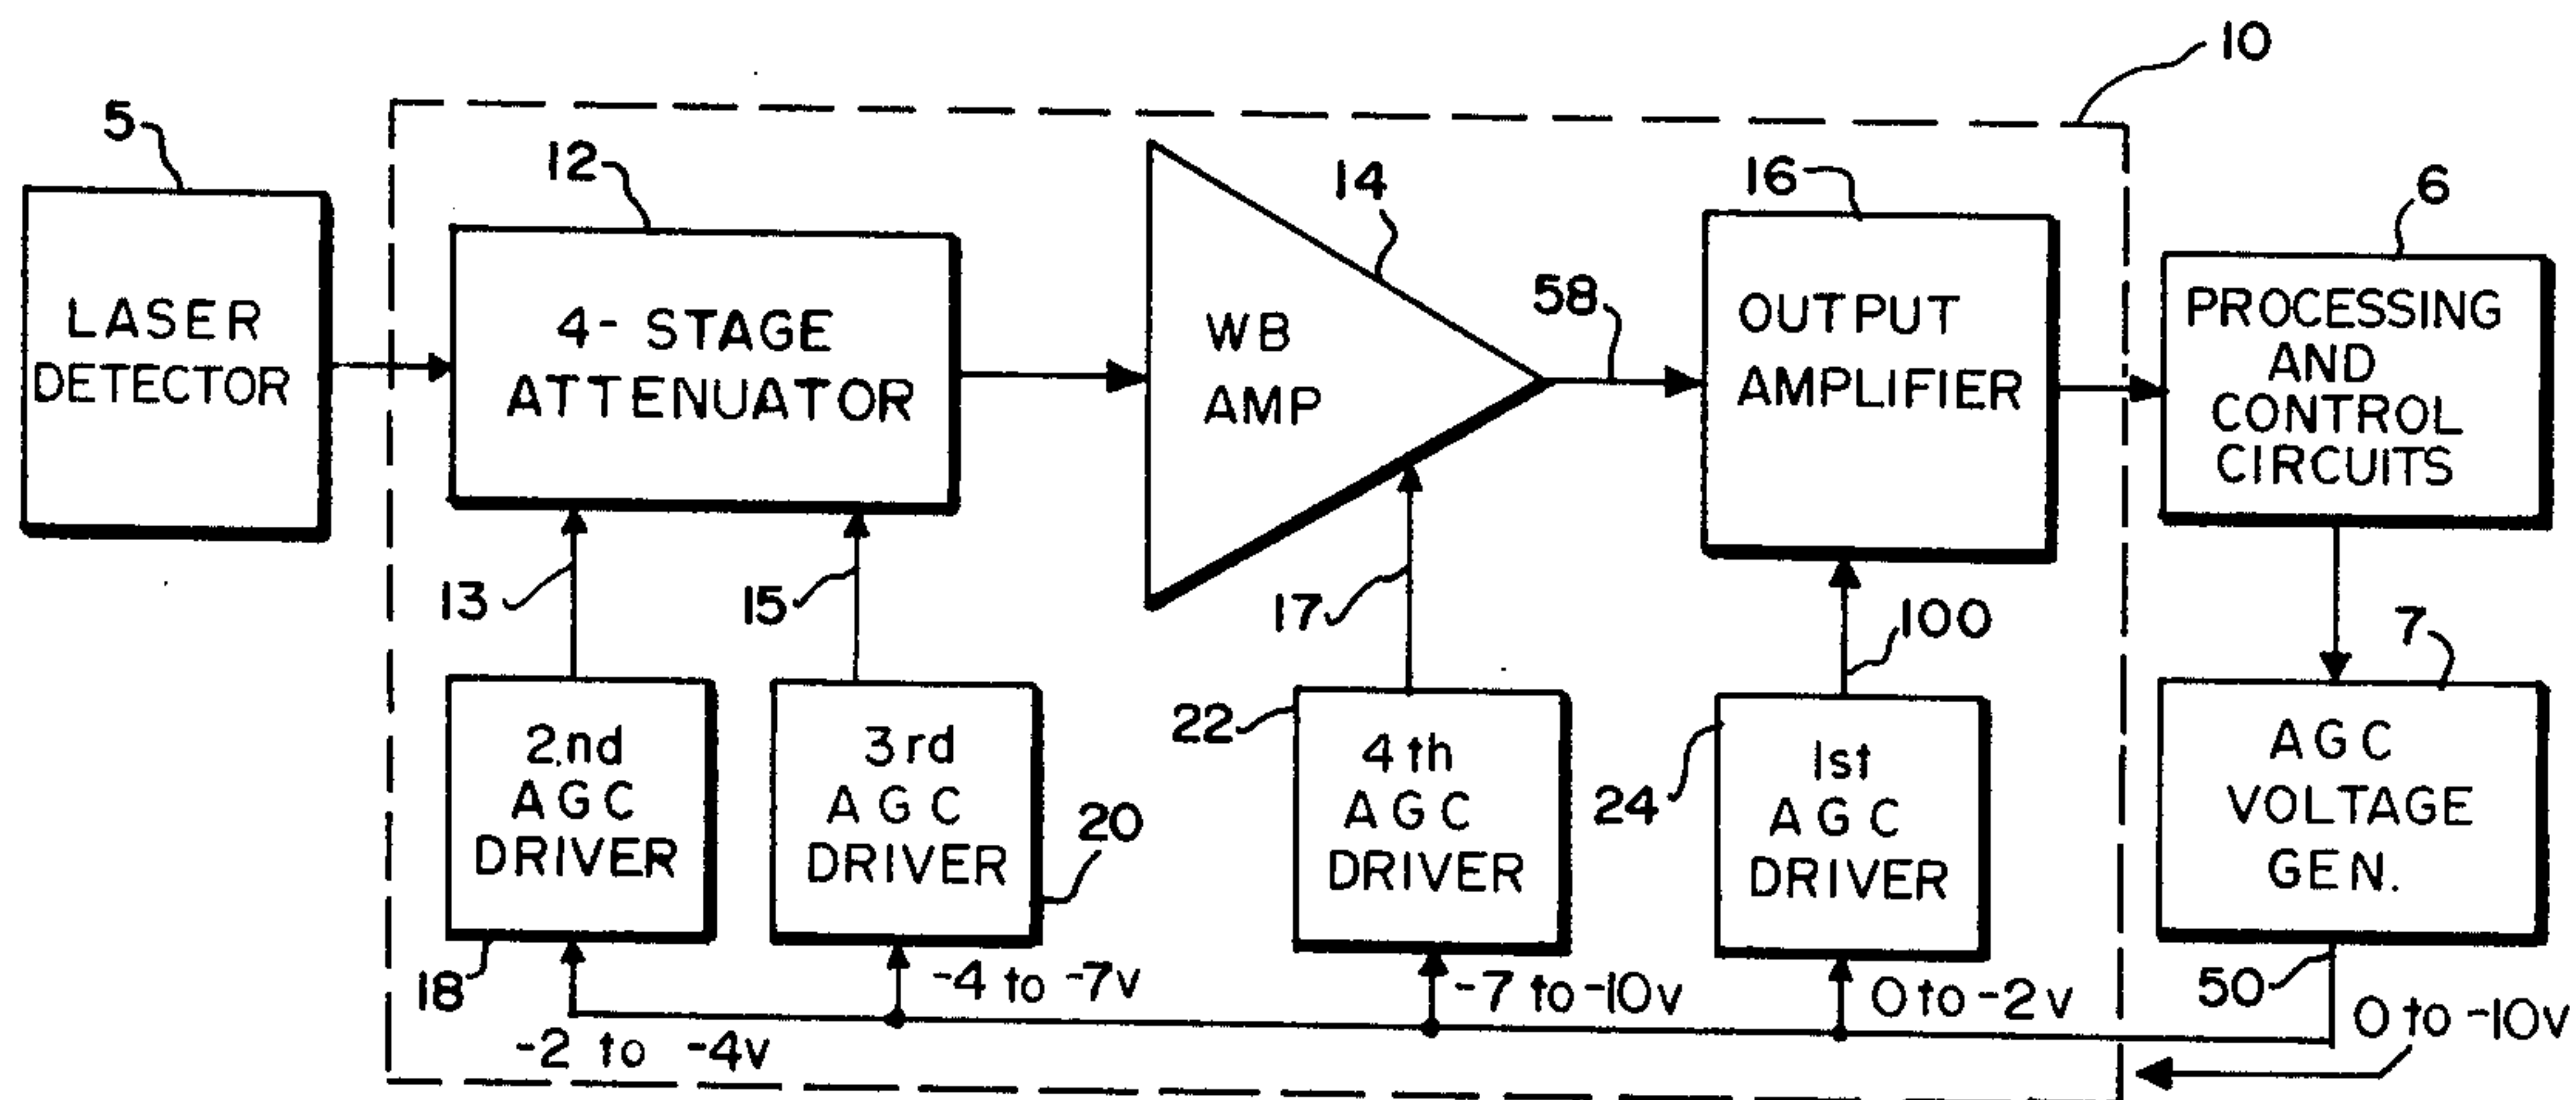 10
5
12
14
16
6
LASER
DETECTOR
4- STAGE
ATTENUATOR
WB
AMP
58
OUTPUT
AMPLIFIER
PROCESSING
AND
CONTROL
CIRCUITS
13
15
17
100
7
2nd
AGC
DRIVER
18
3rd
AGC
DRIVER
20
22
4th
AGC
DRIVER
24
1st
AGC
DRIVER
AGC
VOLTAGE
GEN.
50
-2 to -4v
-4 to -7v
-7 to -10v
0 to -2v
0 to -10v